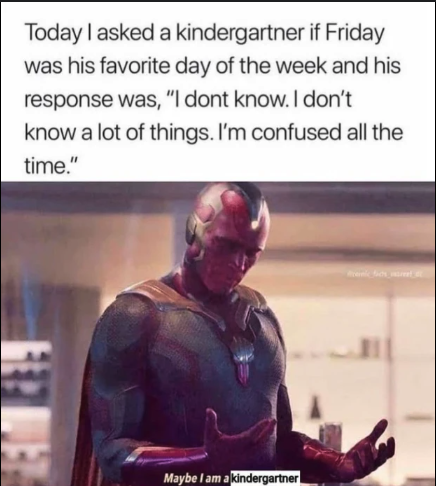 Today I asked a kindergartner if Friday
was his favorite day of the week and his
response was, "I dont know. I don't
know a lot of things. I'm confused all the
time."
Maybe I am a kindergartner